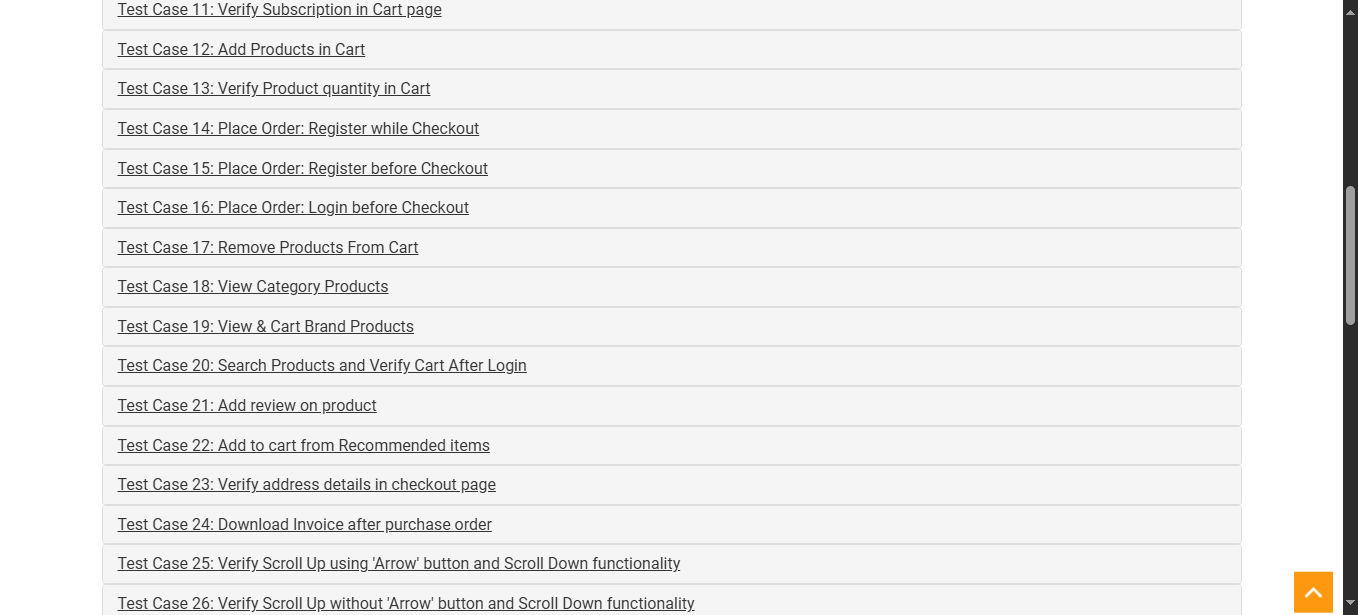 Test Case 11: Verify Subscription in Cart page
Test Case 12: Add Products in Cart
Test Case 13: Verify Product quantity in Cart
Test Case 14: Place Order: Register while Checkout
Test Case 15: Place Order: Register before Checkout
Test Case 16: Place Order: Login before Checkout
Test Case 17: Remove Products From Cart
Test Case 18: View Category Products
Test Case 19: View & Cart Brand Products
Test Case 20: Search Products and Verify Cart After Login
Test Case 21: Add review on product
Test Case 22: Add to cart from Recommended items
Test Case 23: Verify address details in checkout page
Test Case 24: Download Invoice after purchase order
Test Case 25: Verify Scroll Up using 'Arrow' button and Scroll Down functionality
Test Case 26: Verify Scroll Up without 'Arrow' button and Scroll Down functionality